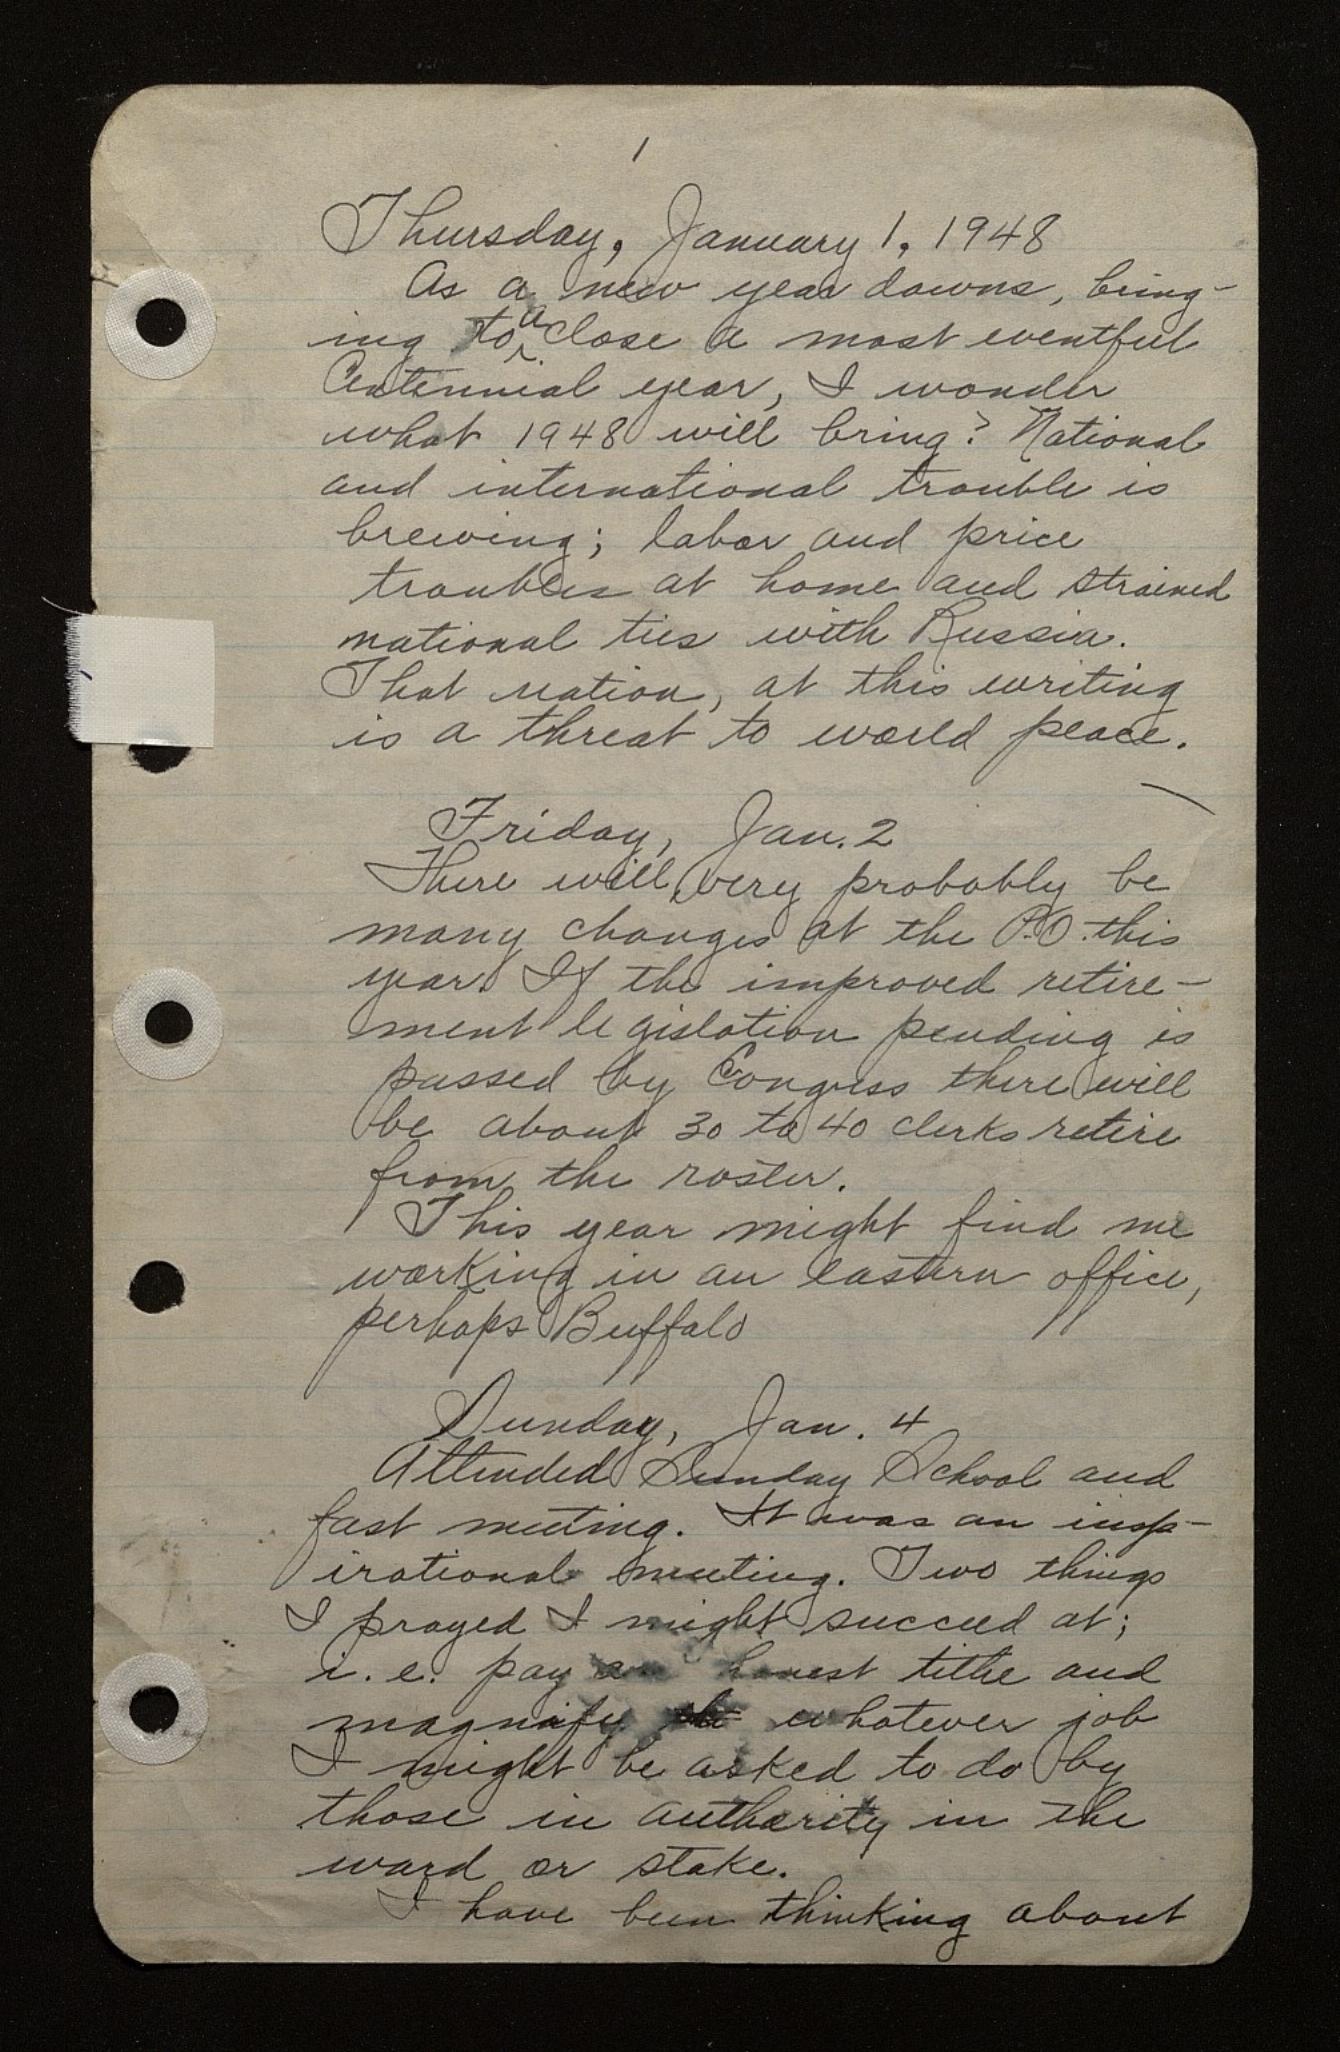 1
Thursday, January 1, 1948
As a new year dawns, bring-
ing to a close a most eventful
Centennial year, I wonder
what 1948 will bring? National
and international trouble is
brewing; labor and price
troubles at home and strained
national ties with Russia.
That nation, at this writing
is a threat to world peace.
Friday, Jan. 2
There will very probably be
many changes at the P.O. this
year. If the improved retire-
ment legislation pending is
passed by Congress there will
be about 30 to 40 clerks retire
from the roster.
This year might find me
working in an eastern office,
perhaps Buffalo
Sunday, Jan. 4
Attended Sunday School and
fast meeting. It was an insp-
irational meeting. Two things
I prayed I might succeed at;
i.e. pay an honest tithe and
magnify whatever job
I might be asked to do by
those in authority in the
ward or stake.
I have been thinking about